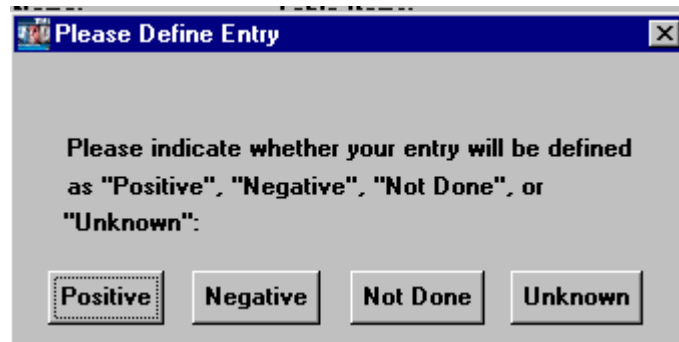 Please Define Entry
Please indicate whether your entry will be defined
as "Positive", "Negative", "Not Done", or
"Unknown":
Positive Negative Not Done Unknown